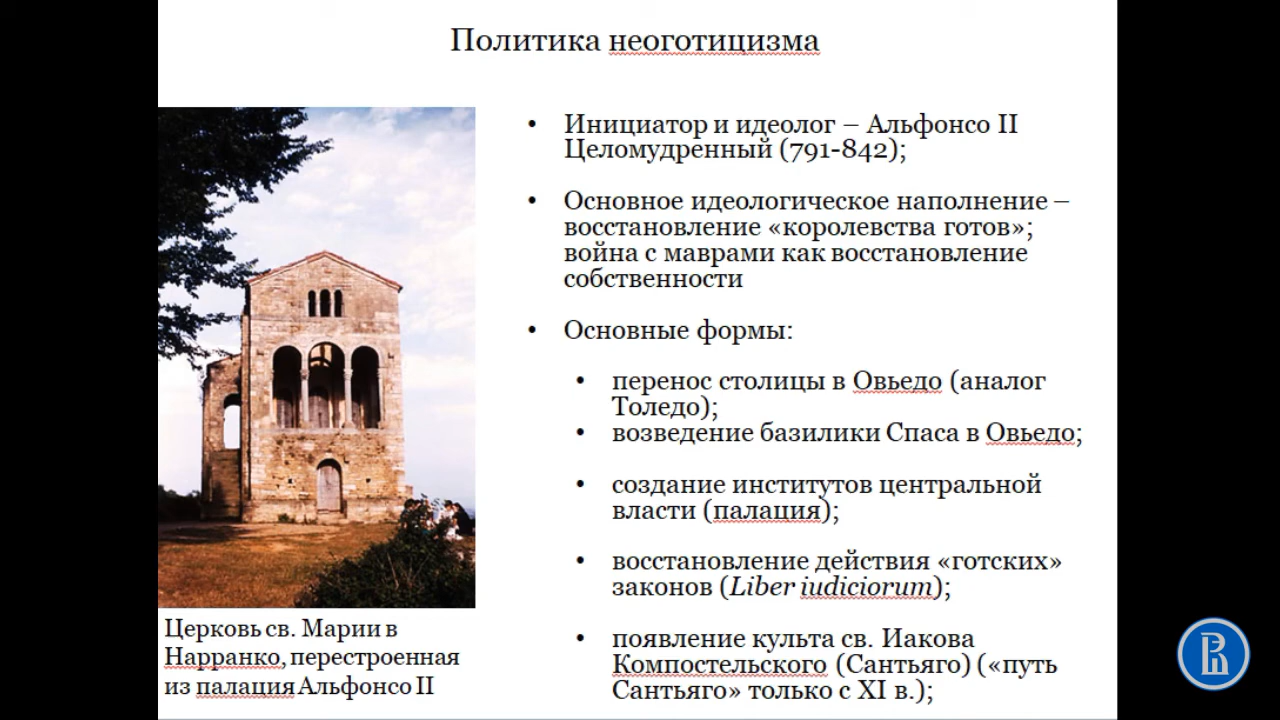 Политика неоготицизма
• Инициатор и идеолог – Альфонсо II
Целомудренный (791-842);
• Основное идеологическое наполнение –
восстановление «королевства готов»;
война с маврами как восстановление
собственности
• Основные формы:
• перенос столицы в Овьедо (аналог
Толедо);
• возведение базилики Спаса в Овьедо;
• создание институтов центральной
власти (палация);
• восстановление действия «готских»
законов (Liber iudiciorum);
• появление культа св. Иакова
Компостельского (Сантьяго) («путь
Сантьяго» только с XI в.);
Церковь св. Марии в
Нарранко, перестроенная
из палация Альфонсо II